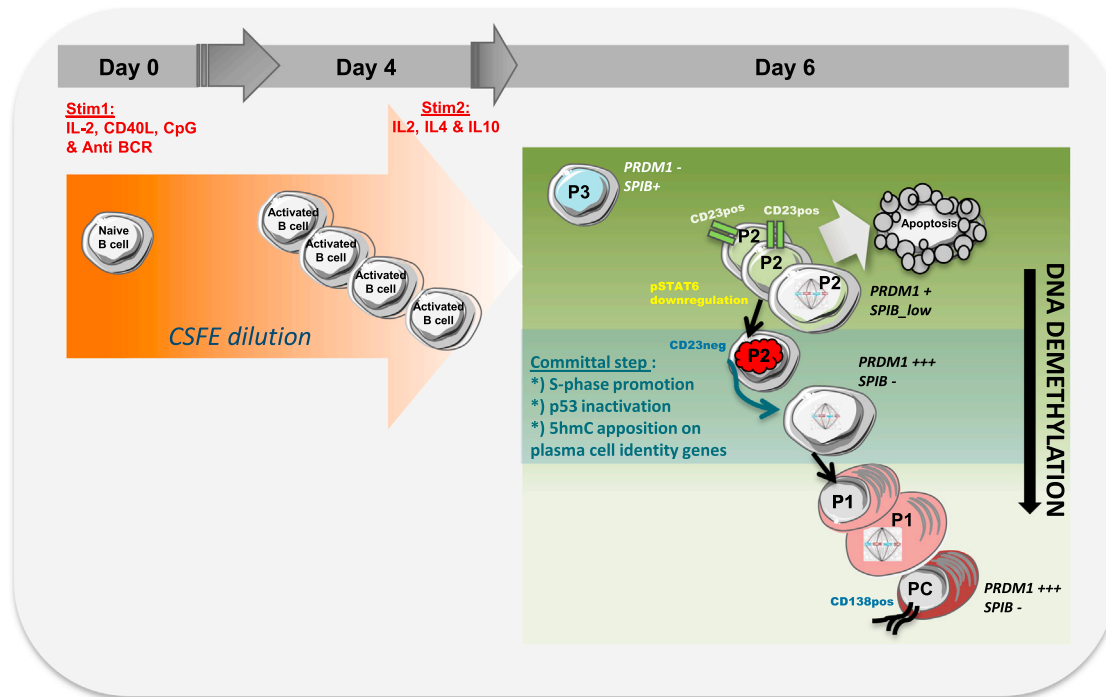 Day 0
Day 4
Day 6
Stim1:
IL-2, CD40L, CpG
& Anti BCR
Stim2:
IL2, IL4 & IL10
Naive
B cell
Activated
B cell
Activated
B cell
Activated
B cell
Activated
B cell
CSFE dilution
P3
PRDM1 -
SPIB+
CD23pos
CD23pos
P2
P2
P2
Apoptosis
PRDM1 +
SPIB_low
pSTAT6
downregulation
CD23neg
P2
PRDM1 +++
SPIB -
Committal step :
*) S-phase promotion
*) p53 inactivation
*) 5hmC apposition on
plasma cell identity genes
P1
P1
PC
CD138pos
PRDM1 +++
SPIB -
DNA DEMETHYLATION